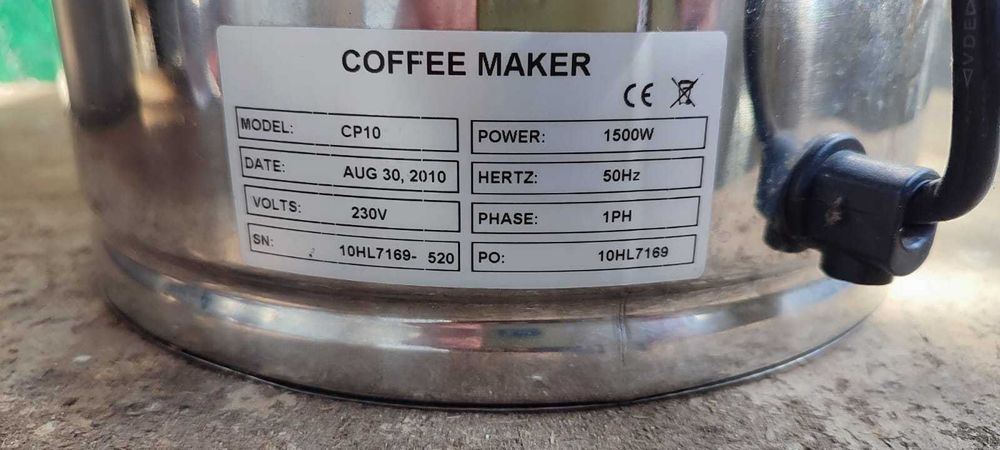 COFFEE MAKER
CE
MODEL: CP10 POWER: 1500W
DATE: AUG 30, 2010 HERTZ: 50Hz
VOLTS: 230V PHASE: 1PH
SN: 10HL7169- 520 PO: 10HL7169
VDE